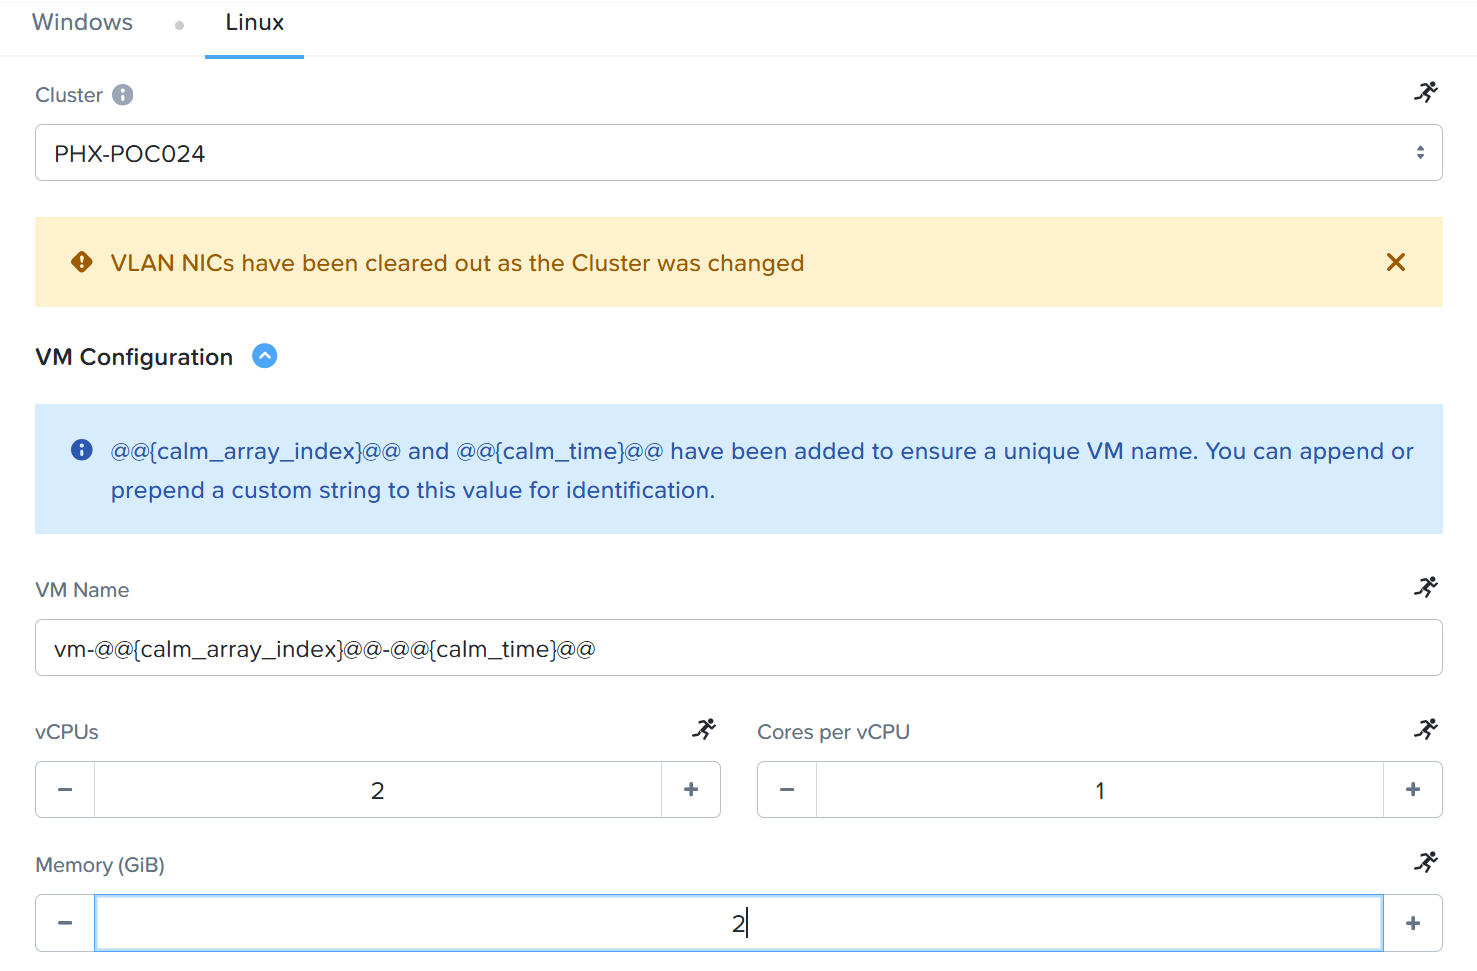 Windows
Linux
Cluster
PHX-POC024
VLAN NICs have been cleared out as the Cluster was changed
VM Configuration
@@{calm_array_index}@@ and @@{calm_time}@@ have been added to ensure a unique VM name. You can append or
prepend a custom string to this value for identification.
VM Name
vm-@@{calm_array_index}@@-@@{calm_time}@@
vCPUs
Cores per vCPU
2
1
Memory (GiB)
2